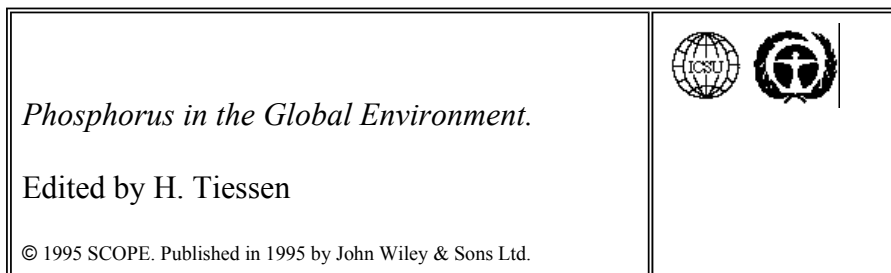 Phosphorus in the Global Environment.
Edited by H. Tiessen
© 1995 SCOPE. Published in 1995 by John Wiley & Sons Ltd.
ICSU